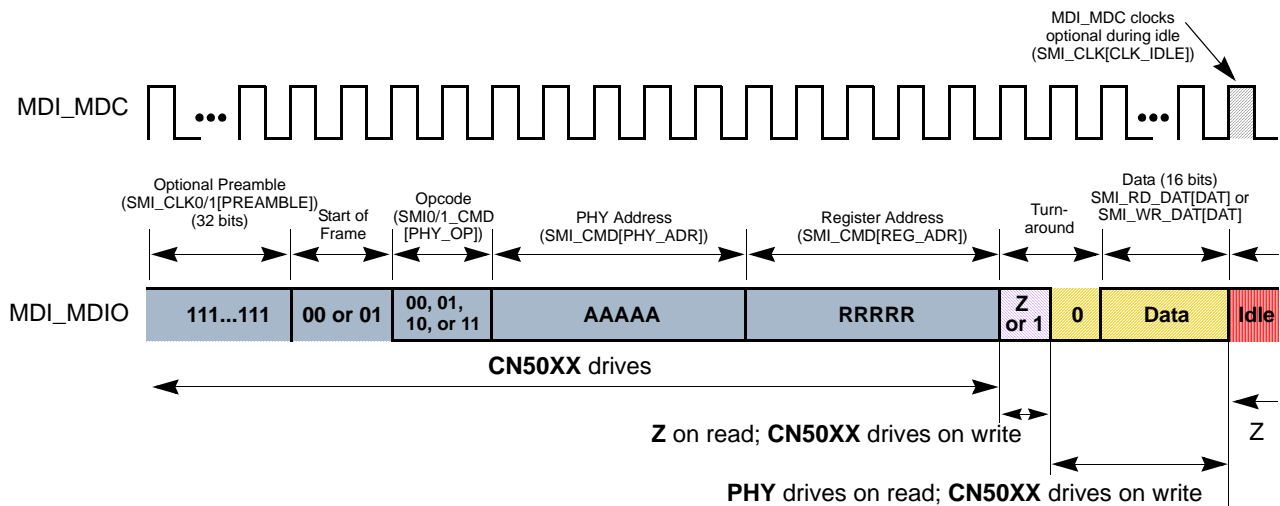 MDI_MDC clocks
optional during idle
(SMI_CLK[CLK_IDLE])
MDI_MDC
•••
•••
Optional Preamble
(SMI_CLK0/1[PREAMBLE])
(32 bits)
Start of
Frame
Opcode
(SMI0/1_CMD
[PHY_OP])
PHY Address
(SMI_CMD[PHY_ADR])
Register Address
(SMI_CMD[REG_ADR])
Turn-
around
Data (16 bits)
SMI_RD_DAT[DAT] or
SMI_WR_DAT[DAT]
MDI_MDIO
111...111
00 or 01
00, 01,
10, or 11
AAAAA
RRRRR
Z
or 1
0
Data
Idle
CN50XX drives
Z on read; CN50XX drives on write
Z
PHY drives on read; CN50XX drives on write